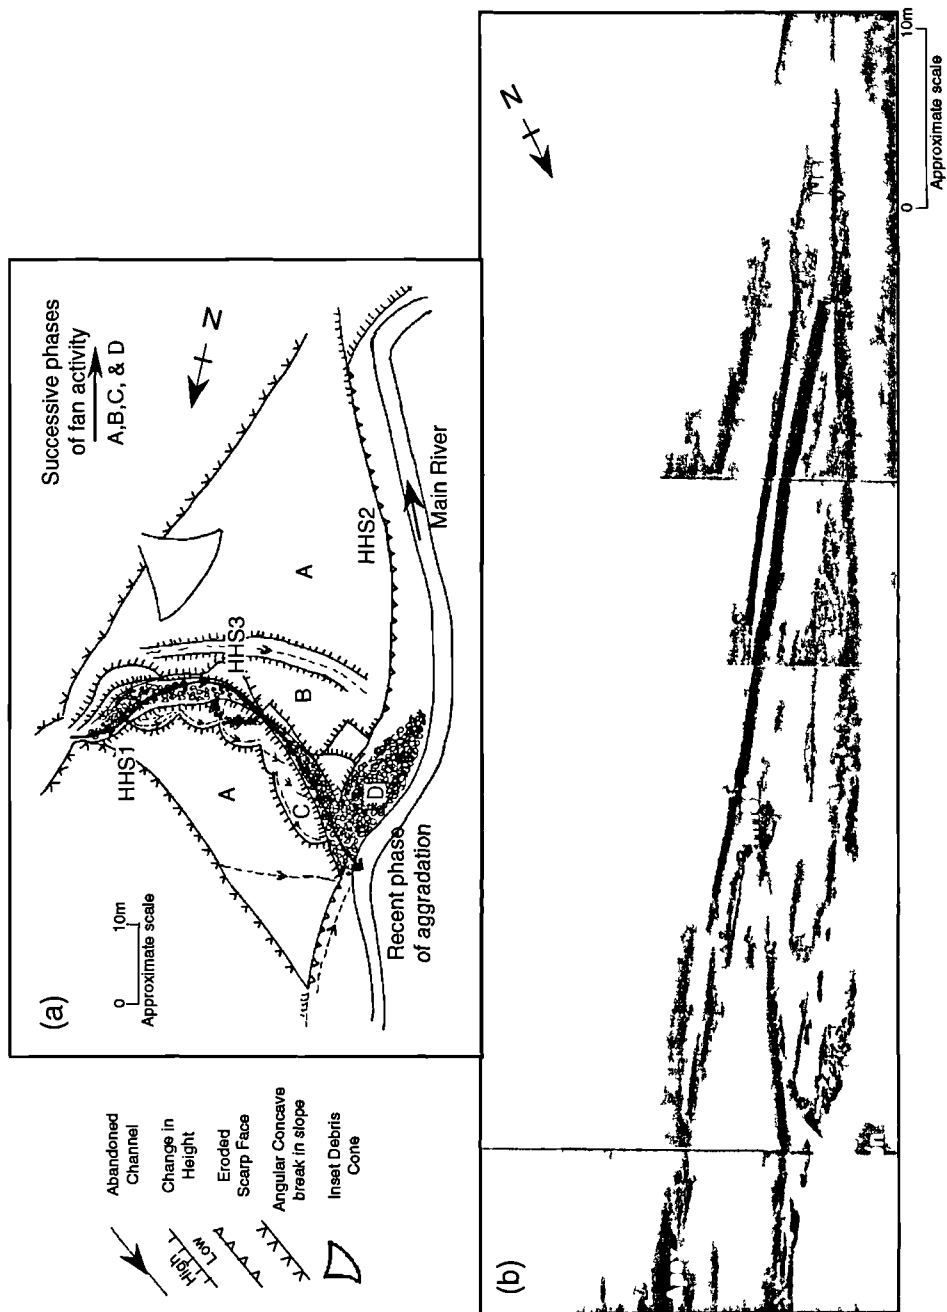 (a)
0 10m
Approximate scale
Successive phases
of fan activity
A,B,C, & D
N
HHS1
A
HHS3
B
A
C
D
HHS2
Main River
Recent phase
of aggradation
Abandoned
Channel
High
Low
Change in
Height
Eroded
Scarp Face
Angular Concave
break in slope
Inset Debris
Cone
(b)
N
0 10m
Approximate scale